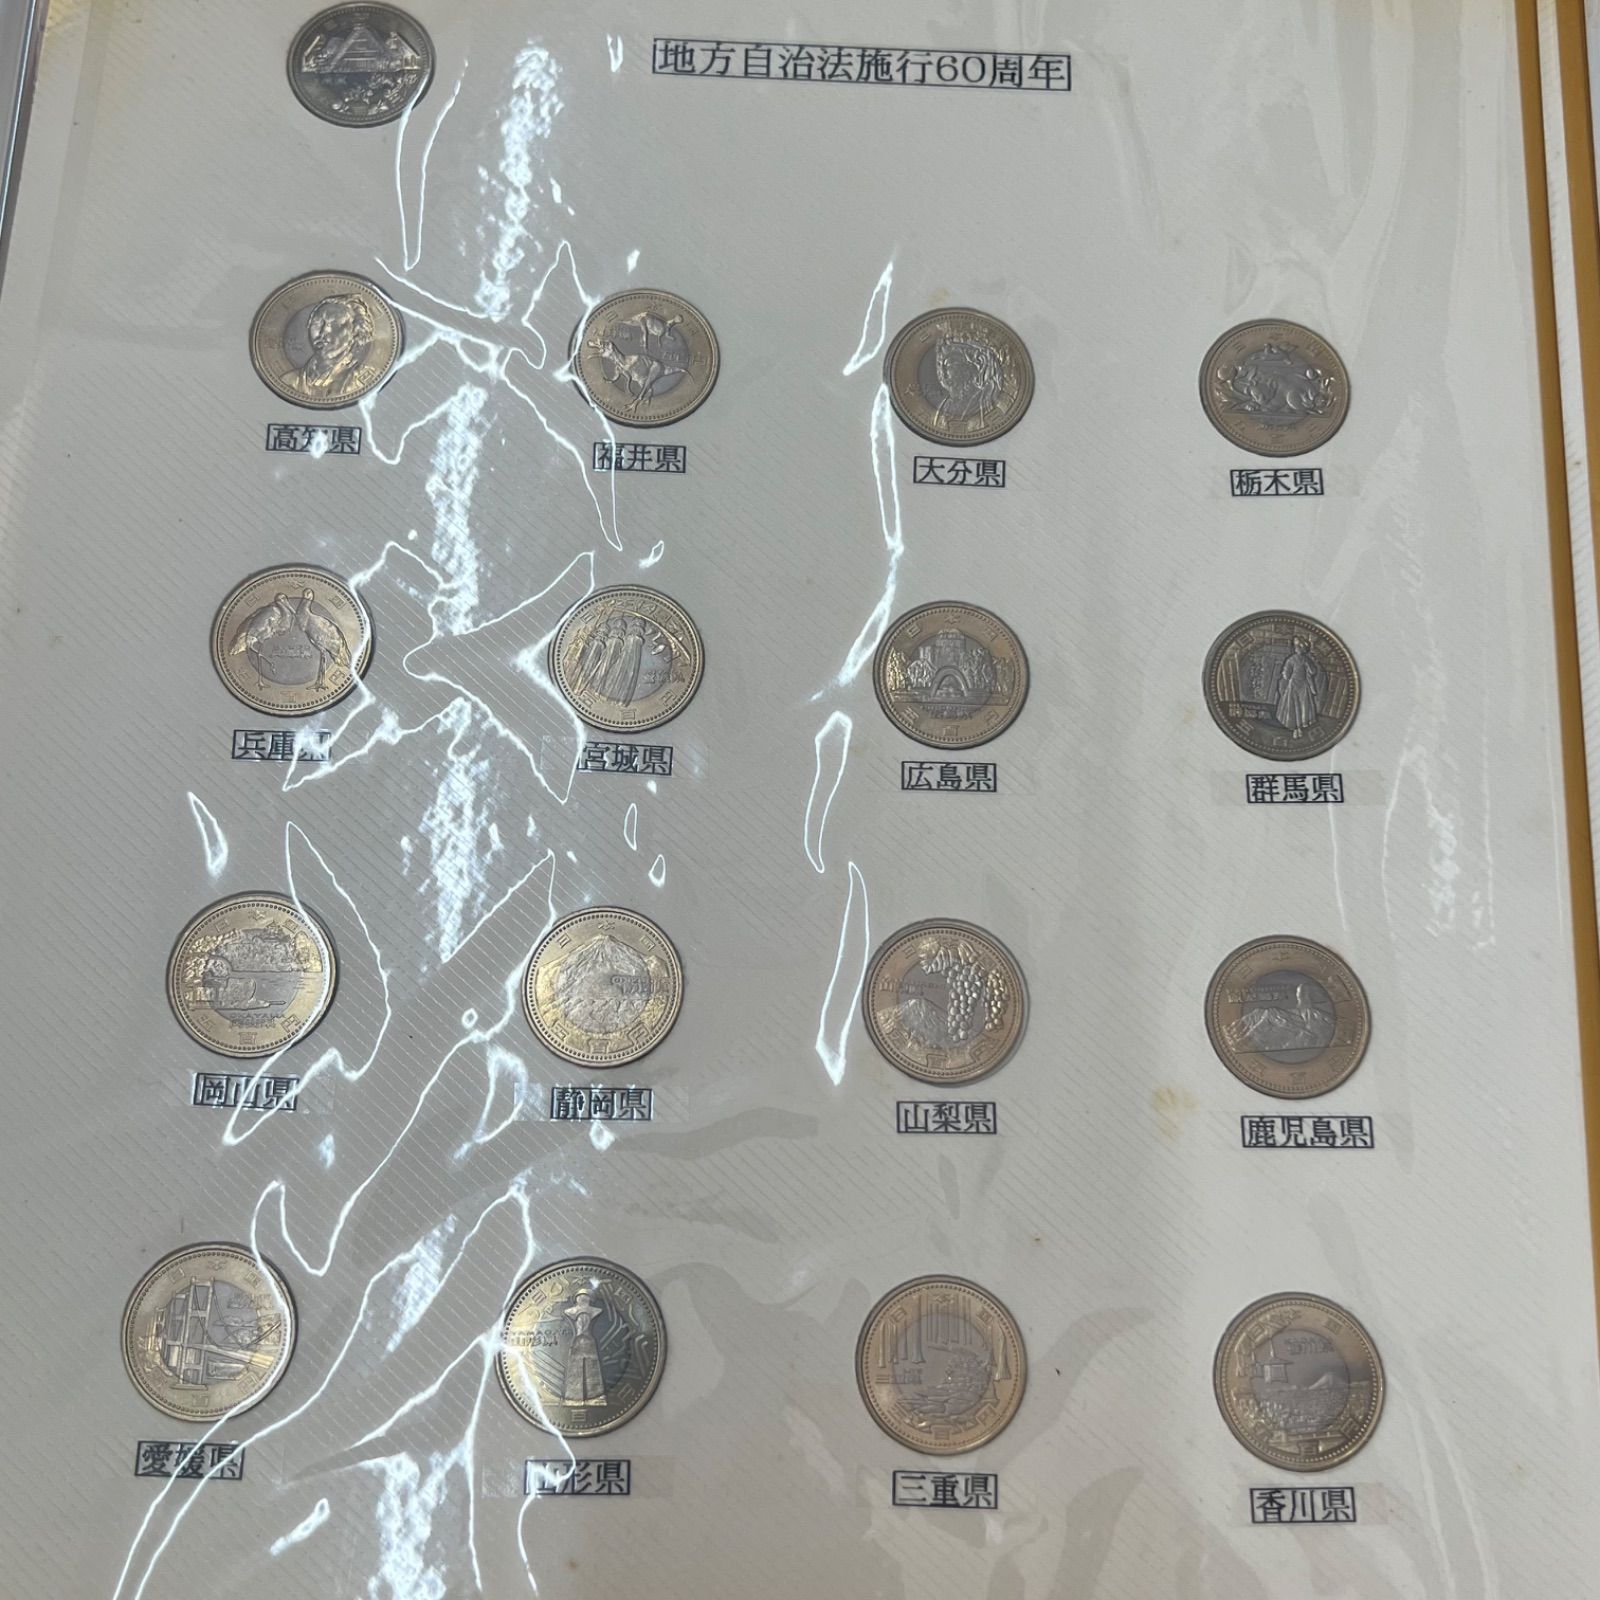 地方自治法施行60周年
高知県
福井県
大分県
栃木県
兵庫県
宮城県
広島県
群馬県
岡山県
静岡県
山梨県
鹿児島県
愛媛県
山形県
三重県
香川県